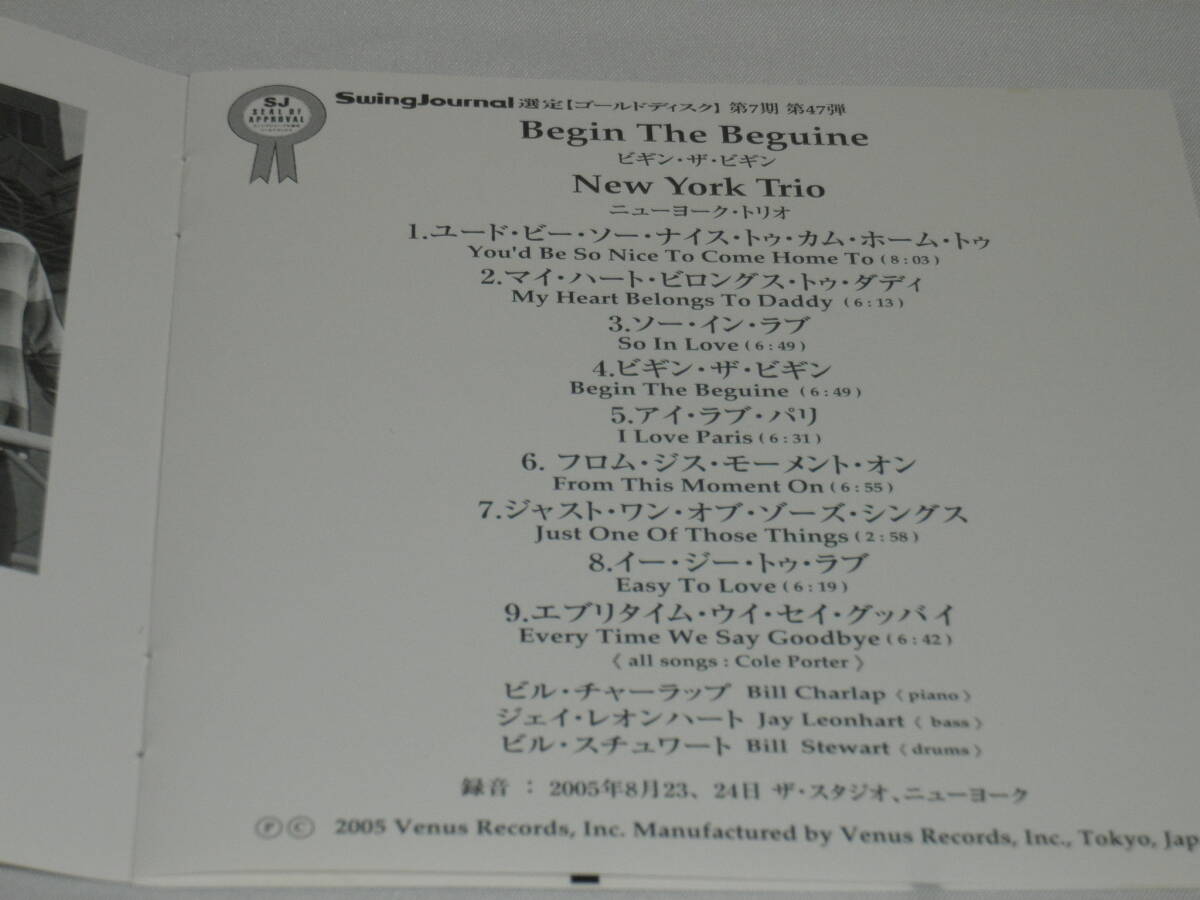 SJ
SEAL OF
APPROVAL
SwingJournal 選定【ゴールドディスク】 第7期 第47弾
Begin The Beguine
ビギン・ザ・ビギン
New York Trio
ニューヨーク・トリオ
1.ユード・ビー・ソー・ナイス・トゥ・カム・ホーム・トゥ
You'd Be So Nice To Come Home To (8:03)
2.マイ・ハート・ビロングス・トゥ・ダディ
My Heart Belongs To Daddy (6:13)
3.ソー・イン・ラブ
So In Love (6:49)
4.ビギン・ザ・ビギン
Begin The Beguine (6:49)
5.アイ・ラブ・パリ
I Love Paris (6:31)
6. フロム・ジス・モーメント・オン
From This Moment On (6:55)
7.ジャスト・ワン・オブ・ゾーズ・シングス
Just One Of Those Things (2:58)
8.イー・ジー・トゥ・ラブ
Easy To Love (6:19)
9.エブリタイム・ウイ・セイ・グッバイ
Every Time We Say Goodbye (6:42)
〈 all songs : Cole Porter 〉
ビル・チャーラップ Bill Charlap 〈 piano 〉
ジェイ・レオンハート Jay Leonhart 〈 bass 〉
ビル・スチュワート Bill Stewart 〈 drums 〉
録音 : 2005年8月23、24日 ザ・スタジオ、ニューヨーク
Ⓟ Ⓒ 2005 Venus Records, Inc. Manufactured by Venus Records, Inc., Tokyo, Jap